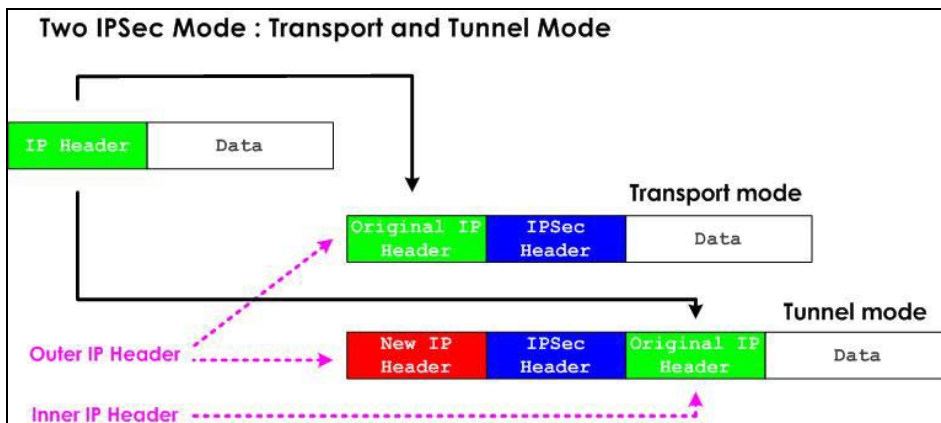 Two IPSec Mode : Transport and Tunnel Mode
IP Header
Data
Transport mode
Original IP
Header
IPSec
Header
Data
Tunnel mode
Outer IP Header
New IP
Header
IPSec
Header
Original IP
Header
Data
Inner IP Header